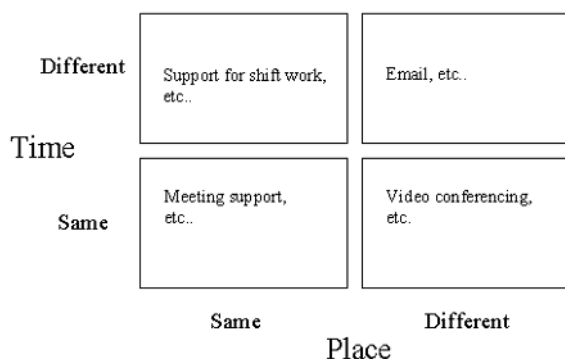 Different
Support for shift work,
etc..
Email, etc..
Time
Meeting support,
etc..
Video conferencing,
etc.
Same
Same
Different
Place